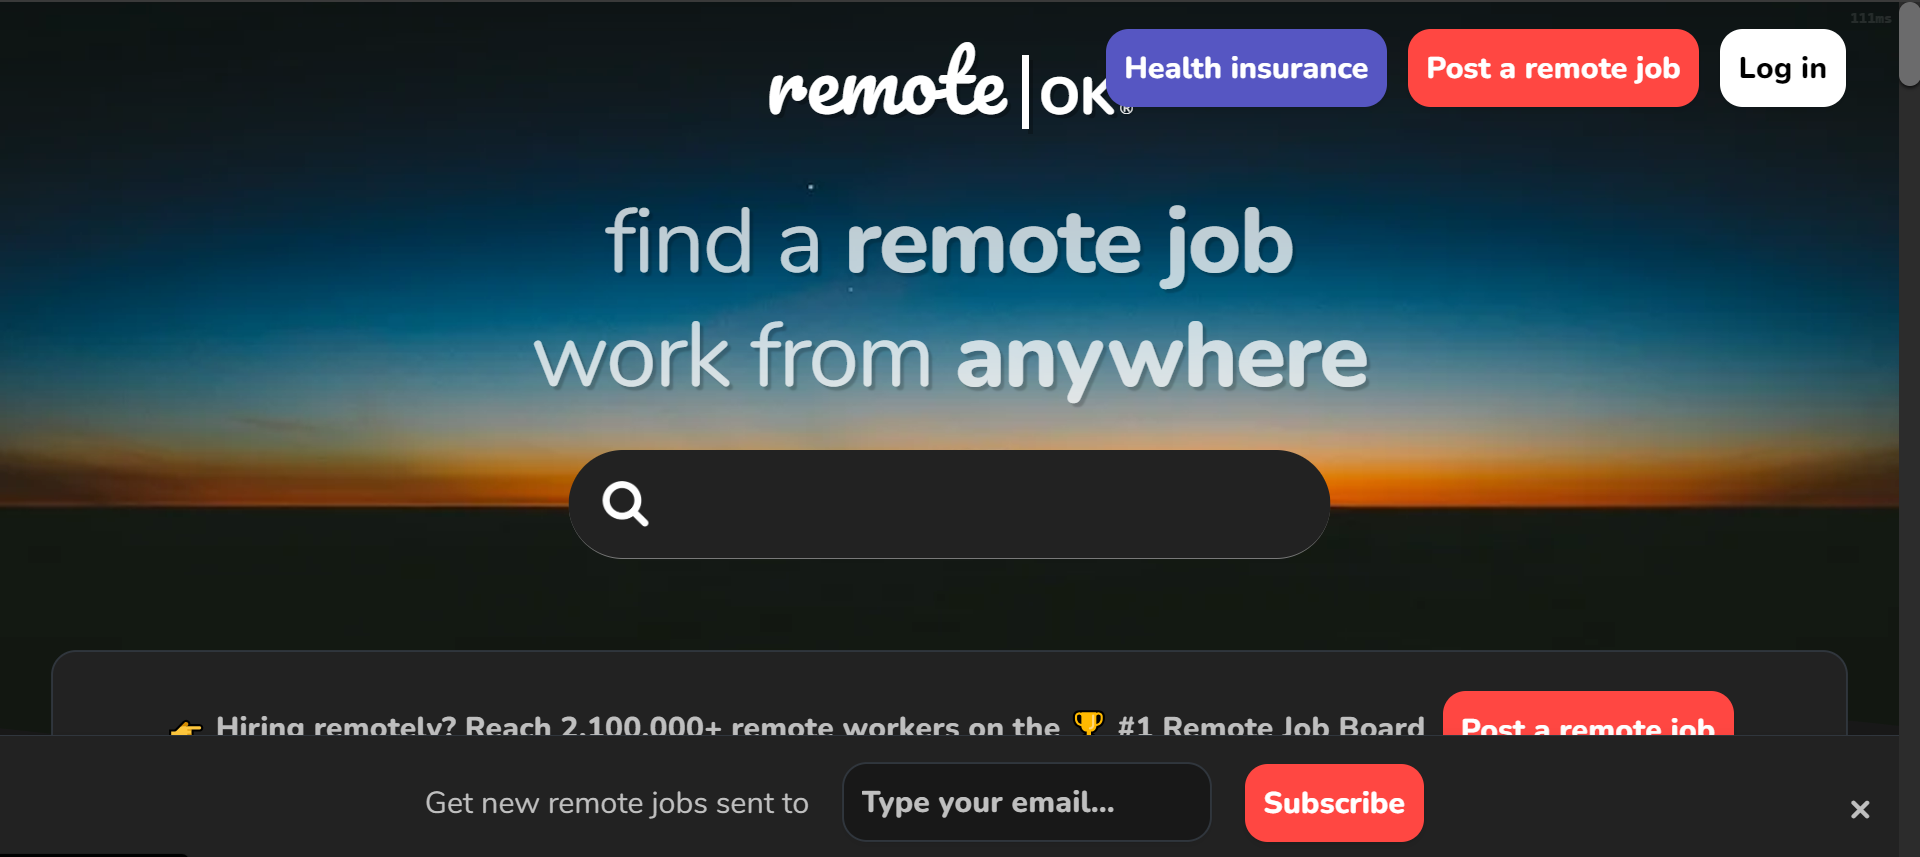 111ms
remote | OK®
Health insurance
Post a remote job
Log in
find a remote job
work from anywhere
👉 Hiring remotely? Reach 2,100,000+ remote workers on the 🏆 #1 Remote Job Board
Post a remote job
Get new remote jobs sent to
Type your email...
Subscribe
×